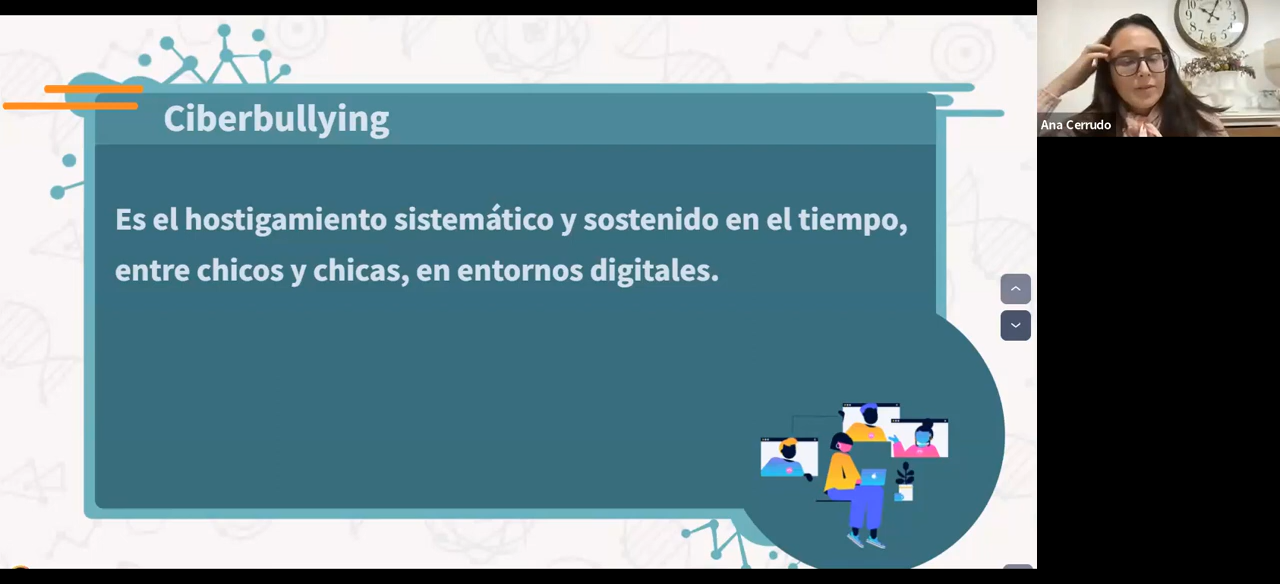 Ciberbullying
Es el hostigamiento sistemático y sostenido en el tiempo,
entre chicos y chicas, en entornos digitales.
Ana Cerrudo